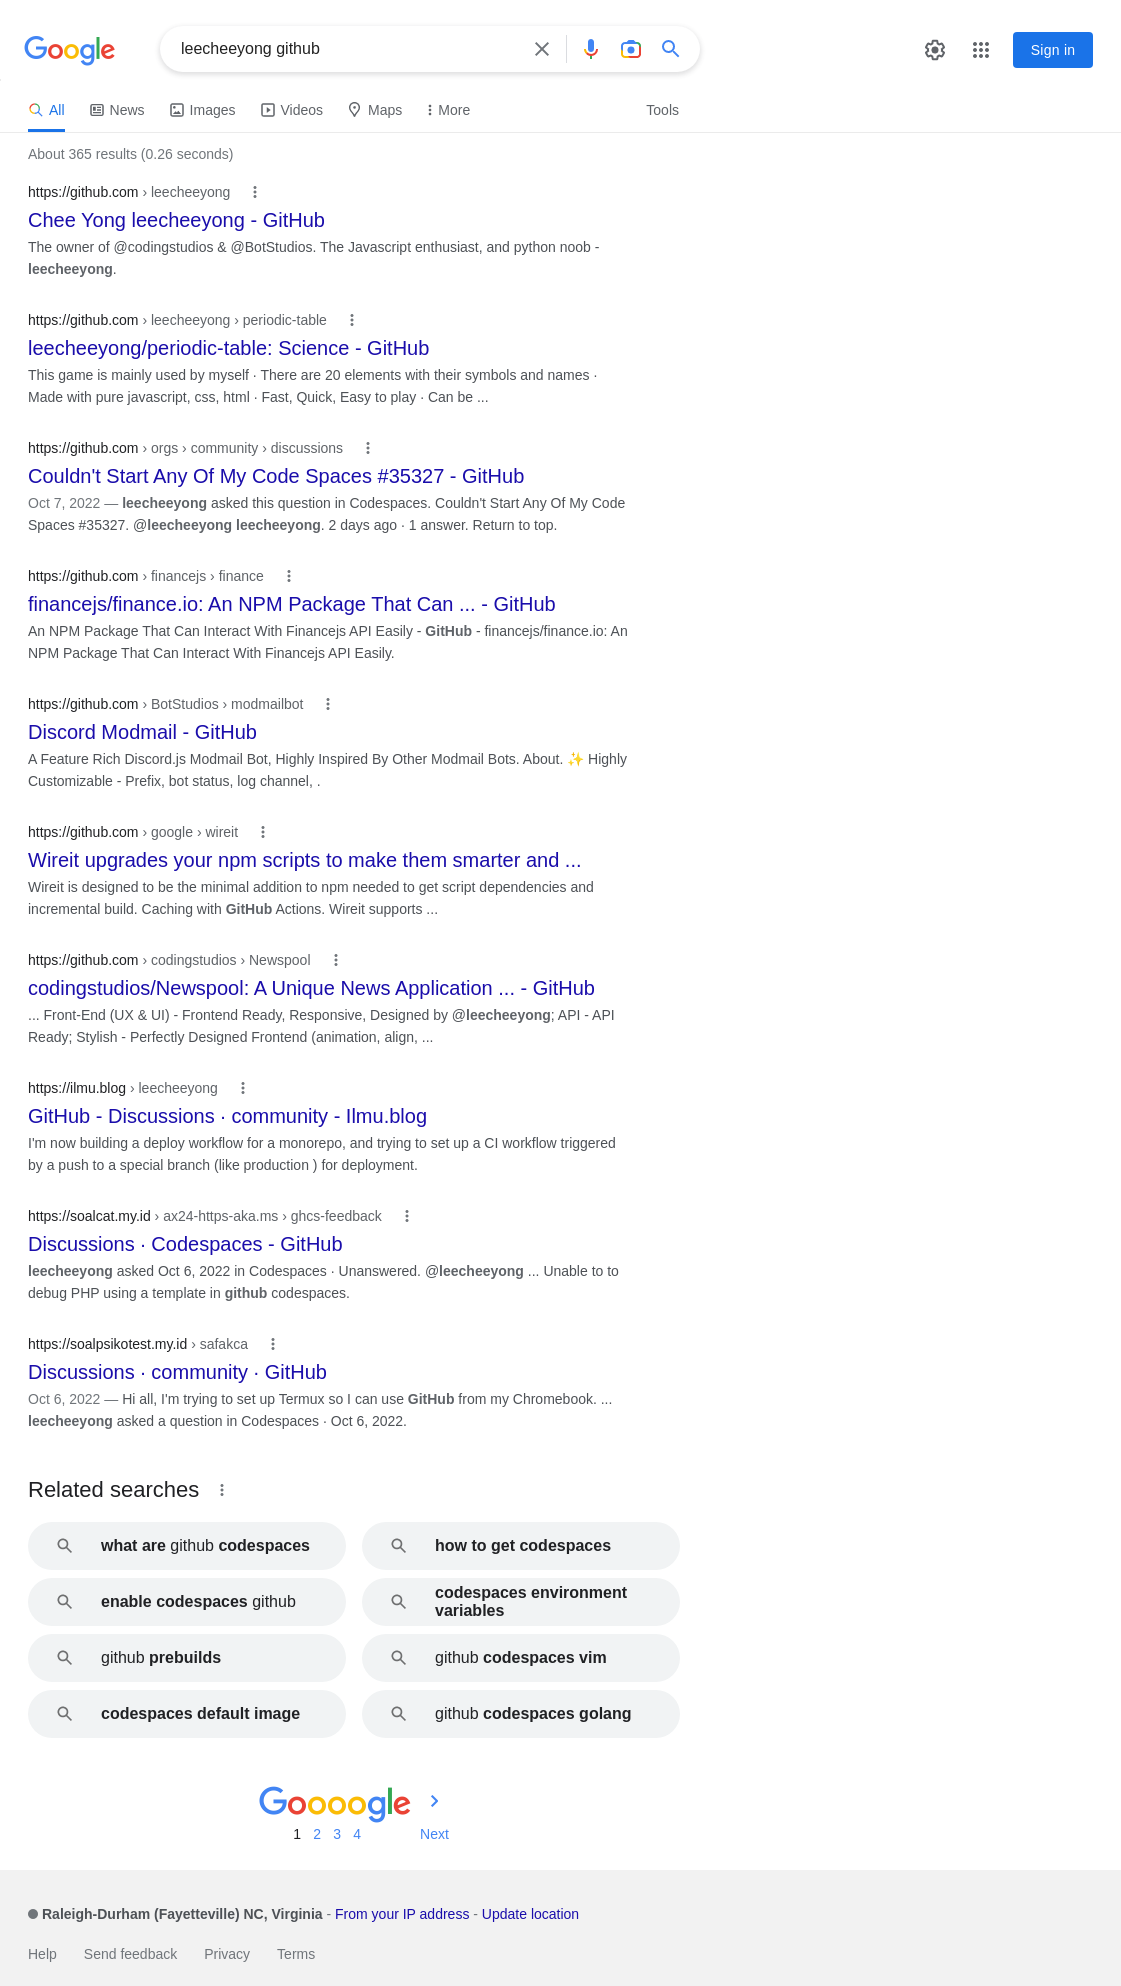 Google
leecheeyong github
Sign in
All
News
Images
Videos
Maps
More
Tools
About 365 results (0.26 seconds)
https://github.com › leecheeyong
Chee Yong leecheeyong - GitHub
The owner of @codingstudios & @BotStudios. The Javascript enthusiast, and python noob -
leecheeyong.
https://github.com › leecheeyong › periodic-table
leecheeyong/periodic-table: Science - GitHub
This game is mainly used by myself · There are 20 elements with their symbols and names ·
Made with pure javascript, css, html · Fast, Quick, Easy to play · Can be ...
https://github.com › orgs › community › discussions
Couldn't Start Any Of My Code Spaces #35327 - GitHub
Oct 7, 2022 — leecheeyong asked this question in Codespaces. Couldn't Start Any Of My Code
Spaces #35327. @leecheeyong leecheeyong. 2 days ago · 1 answer. Return to top.
https://github.com › financejs › finance
financejs/finance.io: An NPM Package That Can ... - GitHub
An NPM Package That Can Interact With Financejs API Easily - GitHub - financejs/finance.io: An
NPM Package That Can Interact With Financejs API Easily.
https://github.com › BotStudios › modmailbot
Discord Modmail - GitHub
A Feature Rich Discord.js Modmail Bot, Highly Inspired By Other Modmail Bots. About. ✨ Highly
Customizable - Prefix, bot status, log channel, .
https://github.com › google › wireit
Wireit upgrades your npm scripts to make them smarter and ...
Wireit is designed to be the minimal addition to npm needed to get script dependencies and
incremental build. Caching with GitHub Actions. Wireit supports ...
https://github.com › codingstudios › Newspool
codingstudios/Newspool: A Unique News Application ... - GitHub
... Front-End (UX & UI) - Frontend Ready, Responsive, Designed by @leecheeyong; API - API
Ready; Stylish - Perfectly Designed Frontend (animation, align, ...
https://ilmu.blog › leecheeyong
GitHub - Discussions · community - Ilmu.blog
I'm now building a deploy workflow for a monorepo, and trying to set up a CI workflow triggered
by a push to a special branch (like production ) for deployment.
https://soalcat.my.id › ax24-https-aka.ms › ghcs-feedback
Discussions · Codespaces - GitHub
leecheeyong asked Oct 6, 2022 in Codespaces · Unanswered. @leecheeyong ... Unable to to
debug PHP using a template in github codespaces.
https://soalpsikotest.my.id › safakca
Discussions · community · GitHub
Oct 6, 2022 — Hi all, I'm trying to set up Termux so I can use GitHub from my Chromebook. ...
leecheeyong asked a question in Codespaces · Oct 6, 2022.
Related searches
what are github codespaces
how to get codespaces
enable codespaces github
codespaces environment
variables
github prebuilds
github codespaces vim
codespaces default image
github codespaces golang
Goooogle
1 2 3 4 Next
Raleigh-Durham (Fayetteville) NC, Virginia - From your IP address - Update location
Help Send feedback Privacy Terms